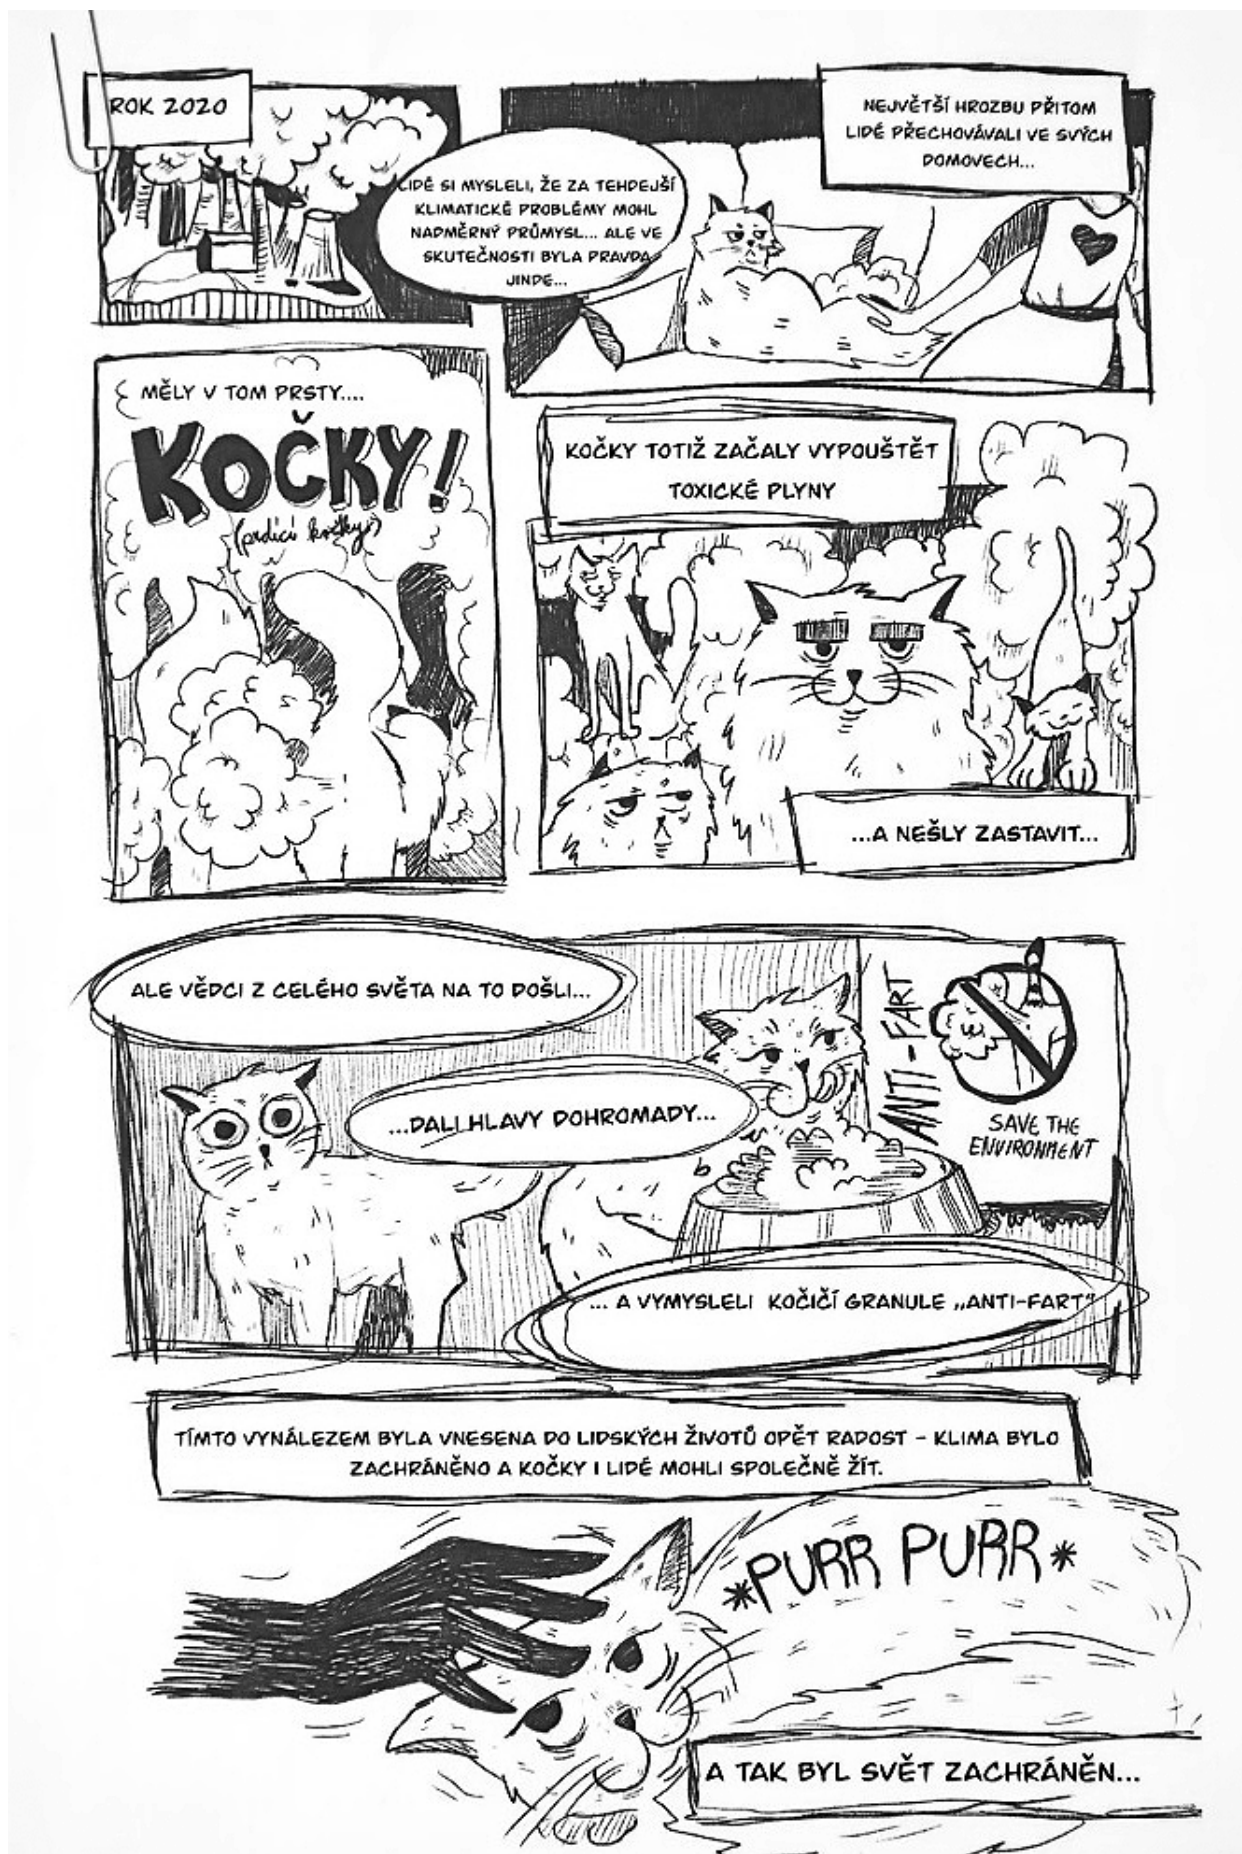 ROK 2020
LIDÉ SI MYSLELI, ŽE ZA TEHDEJŠÍ
KLIMATICKÉ PROBLÉMY MOHL
NADMĚRNÝ PRŮMYSL... ALE VE
SKUTEČNOSTI BYLA PRAVDA
JINDE...
NEJVĚTŠÍ HROZBU PŘITOM
LIDÉ PŘECHOVÁVALI VE SVÝCH
DOMOVECH...
MĚLY V TOM PRSTY....
KOČKY!
(prdící kočky)
KOČKY TOTIŽ ZAČALY VYPOUŠTĚT
TOXICKÉ PLYNY
...A NEŠLY ZASTAVIT...
ALE VĚDCI Z CELÉHO SVĚTA NA TO DOŠLI...
...DALI HLAVY DOHROMADY...
ANTI-FART
SAVE THE
ENVIRONMENT
... A VYMYSLELI KOČIČÍ GRANULE „ANTI-FART“
TÍMTO VYNÁLEZEM BYLA VNESENA DO LIDSKÝCH ŽIVOTŮ OPĚT RADOST - KLIMA BYLO
ZACHRÁNĚNO A KOČKY I LIDÉ MOHLI SPOLEČNĚ ŽÍT.
*PURR PURR*
A TAK BYL SVĚT ZACHRÁNĚN...